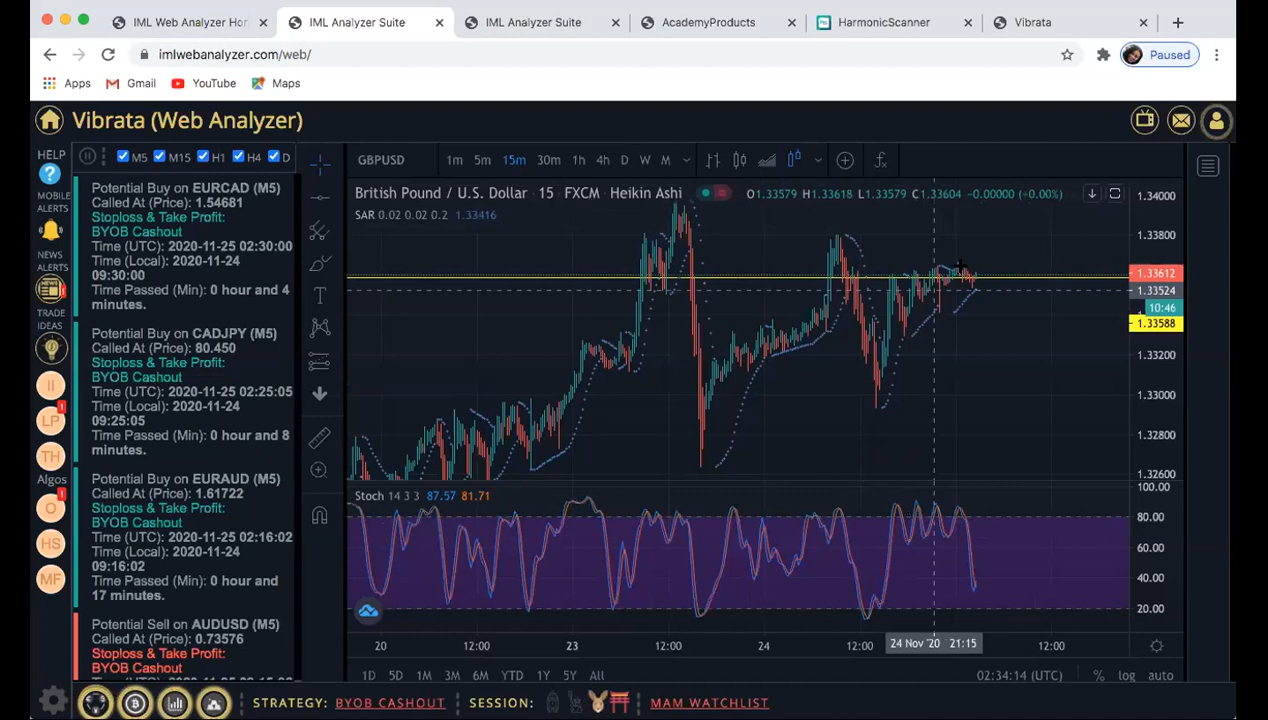 IML Web Analyzer Hor
IML Analyzer Suite
IML Analyzer Suite
AcademyProducts
HarmonicScanner
Vibrata
imlwebanalyzer.com/web/
Paused
Apps
Gmail
YouTube
Maps
Vibrata (Web Analyzer)
HELP
MOBILE
ALERTS
NEWS
ALERTS
TRADE
IDEAS
II
LP
TH
Algos
O
HS
MF
M5 M15 H1 H4 D
Potential Buy on EURCAD (M5)
Called At (Price): 1.54681
Stoploss & Take Profit:
BYOB Cashout
Time (UTC): 2020-11-25 02:30:00
Time (Local): 2020-11-24
09:30:00
Time Passed (Min): 0 hour and 4
minutes.
Potential Buy on CADJPY (M5)
Called At (Price): 80.450
Stoploss & Take Profit:
BYOB Cashout
Time (UTC): 2020-11-25 02:25:05
Time (Local): 2020-11-24
09:25:05
Time Passed (Min): 0 hour and 8
minutes.
Potential Buy on EURAUD (M5)
Called At (Price): 1.61722
Stoploss & Take Profit:
BYOB Cashout
Time (UTC): 2020-11-25 02:16:02
Time (Local): 2020-11-24
09:16:02
Time Passed (Min): 0 hour and
17 minutes.
Potential Sell on AUDUSD (M5)
Called At (Price): 0.73576
Stoploss & Take Profit:
BYOB Cashout
GBPUSD 1m 5m 15m 30m 1h 4h D W M
British Pound / U.S. Dollar · 15 · FXCM · Heikin Ashi O1.33579 H1.33618 L1.33579 C1.33604 −0.00000 (+0.00%)
SAR 0.02 0.02 0.2 1.33416
1.34000
1.33800
1.33612
1.33524
10:46
1.33588
1.33200
1.33000
1.32800
1.32600
Stoch 14 3 3 87.57 81.71
100.00
80.00
60.00
40.00
20.00
20 12:00 23 12:00 24 12:00 24 Nov '20 21:15 12:00
1D 5D 1M 3M 6M YTD 1Y 5Y All 02:34:14 (UTC) % log auto
STRATEGY: BYOB CASHOUT SESSION: MAM WATCHLIST